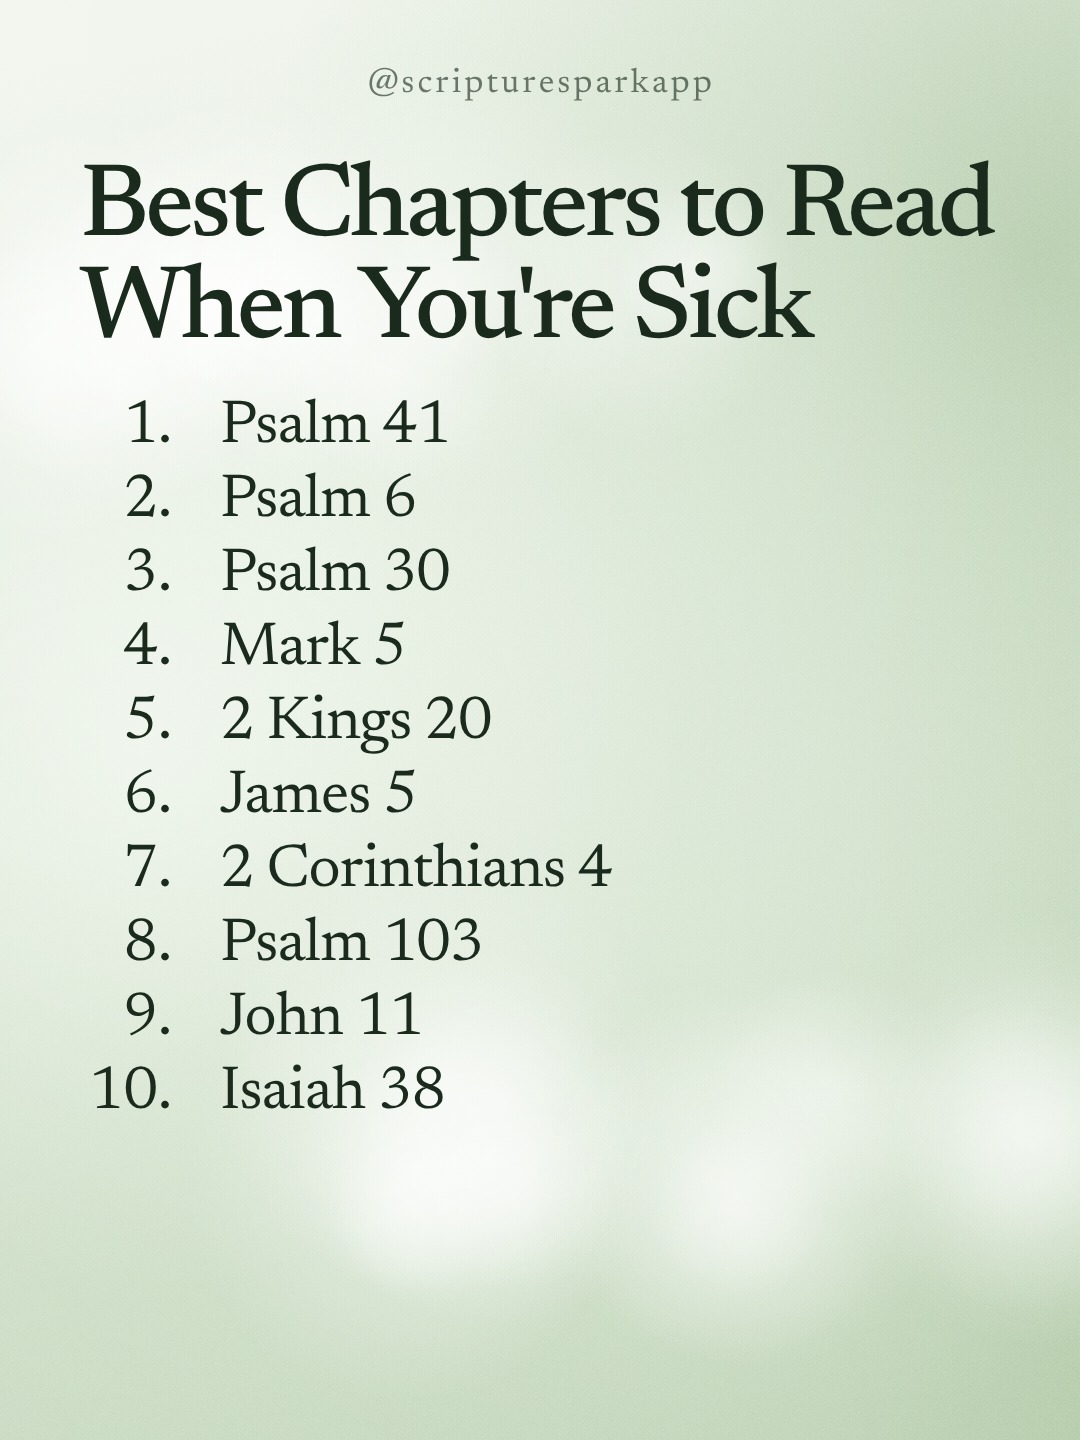 @scripturesparkapp
Best Chapters to Read
When You're Sick
1. Psalm 41
2. Psalm 6
3. Psalm 30
4. Mark 5
5. 2 Kings 20
6. James 5
7. 2 Corinthians 4
8. Psalm 103
9. John 11
10. Isaiah 38